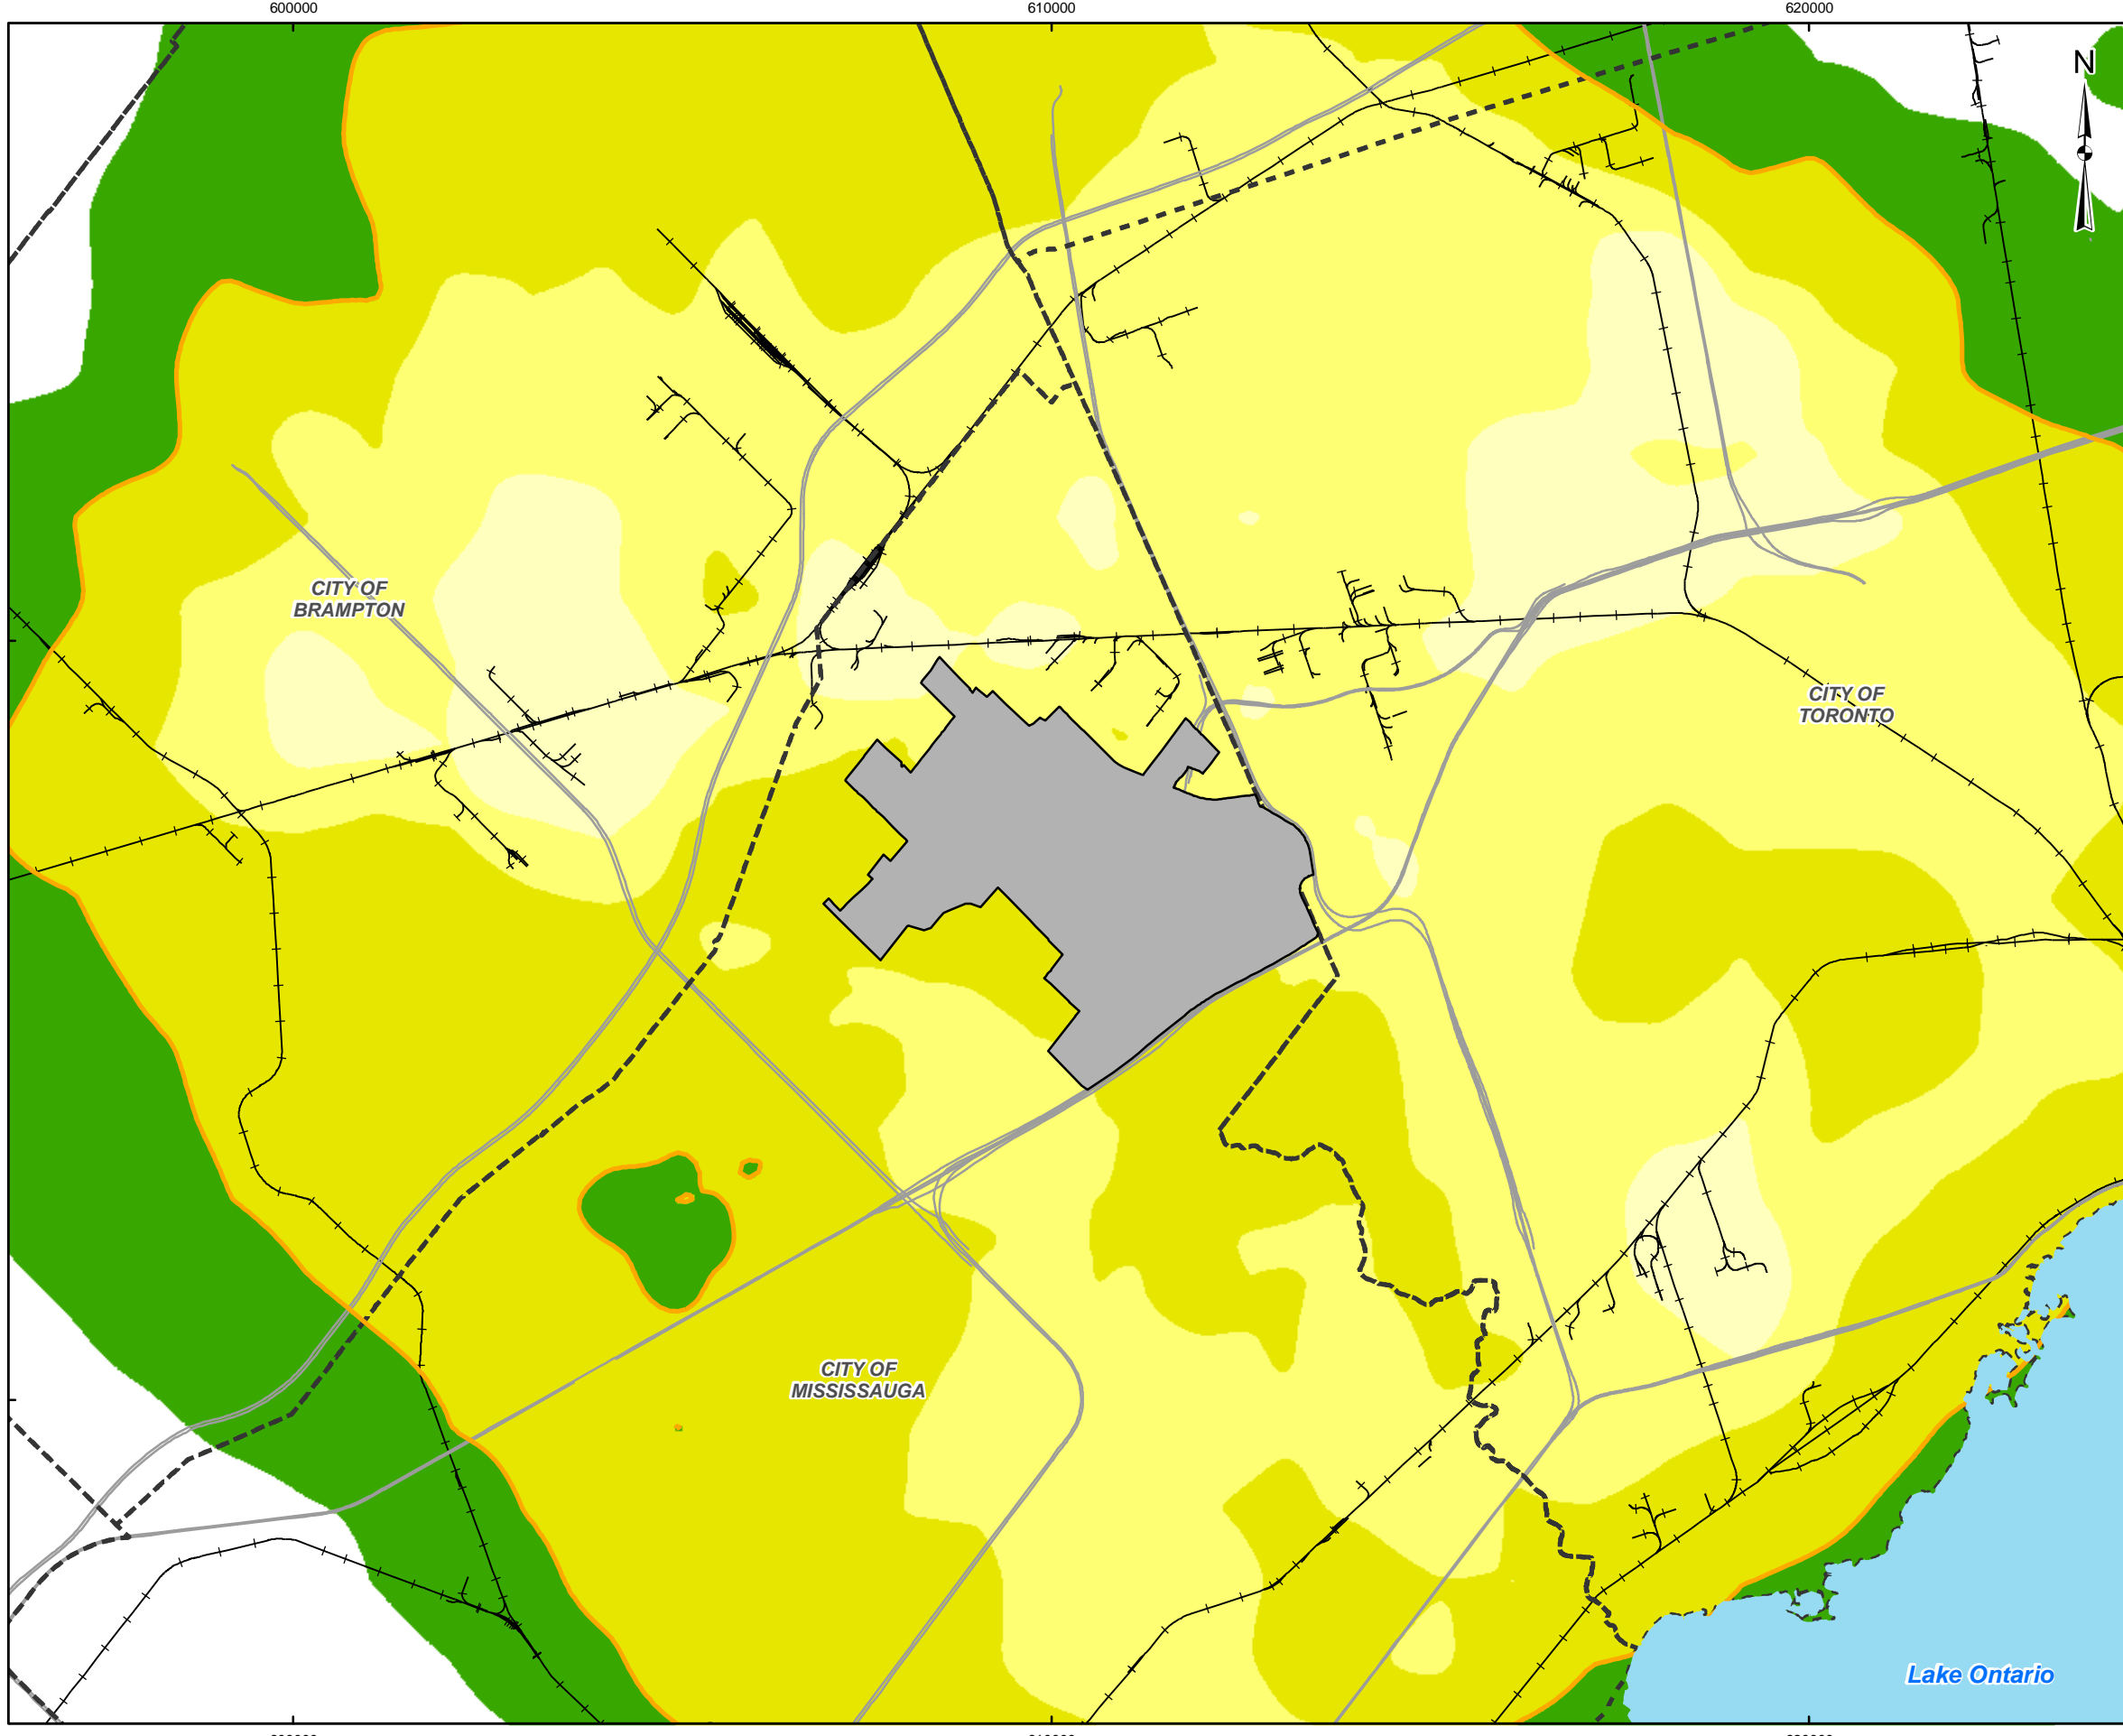 600000 610000 620000
N
CITY OF
BRAMPTON
CITY OF
TORONTO
CITY OF
MISSISSAUGA
Lake Ontario